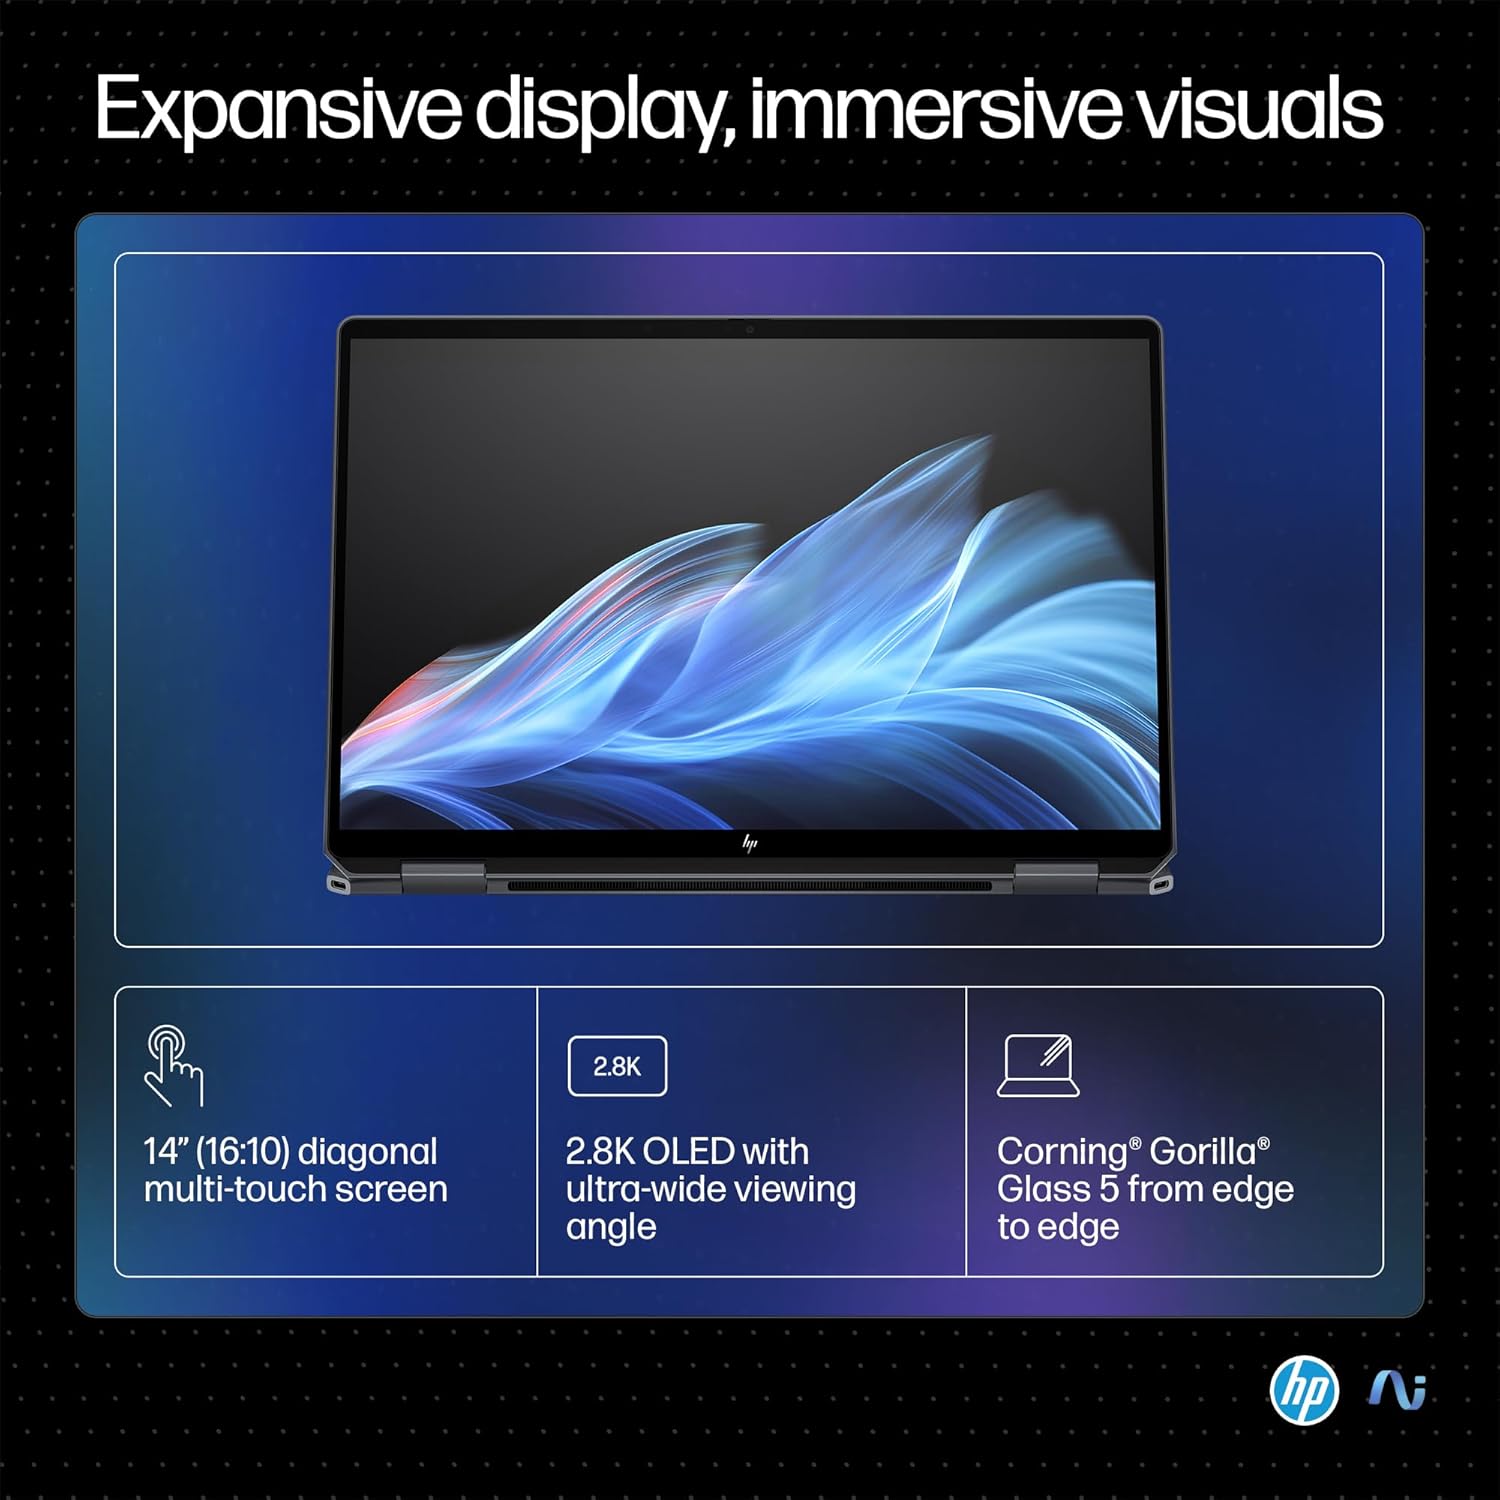 Expansive display, immersive visuals
hp
14” (16:10) diagonal
multi-touch screen
2.8K
2.8K OLED with
ultra-wide viewing
angle
Corning® Gorilla®
Glass 5 from edge
to edge
hp